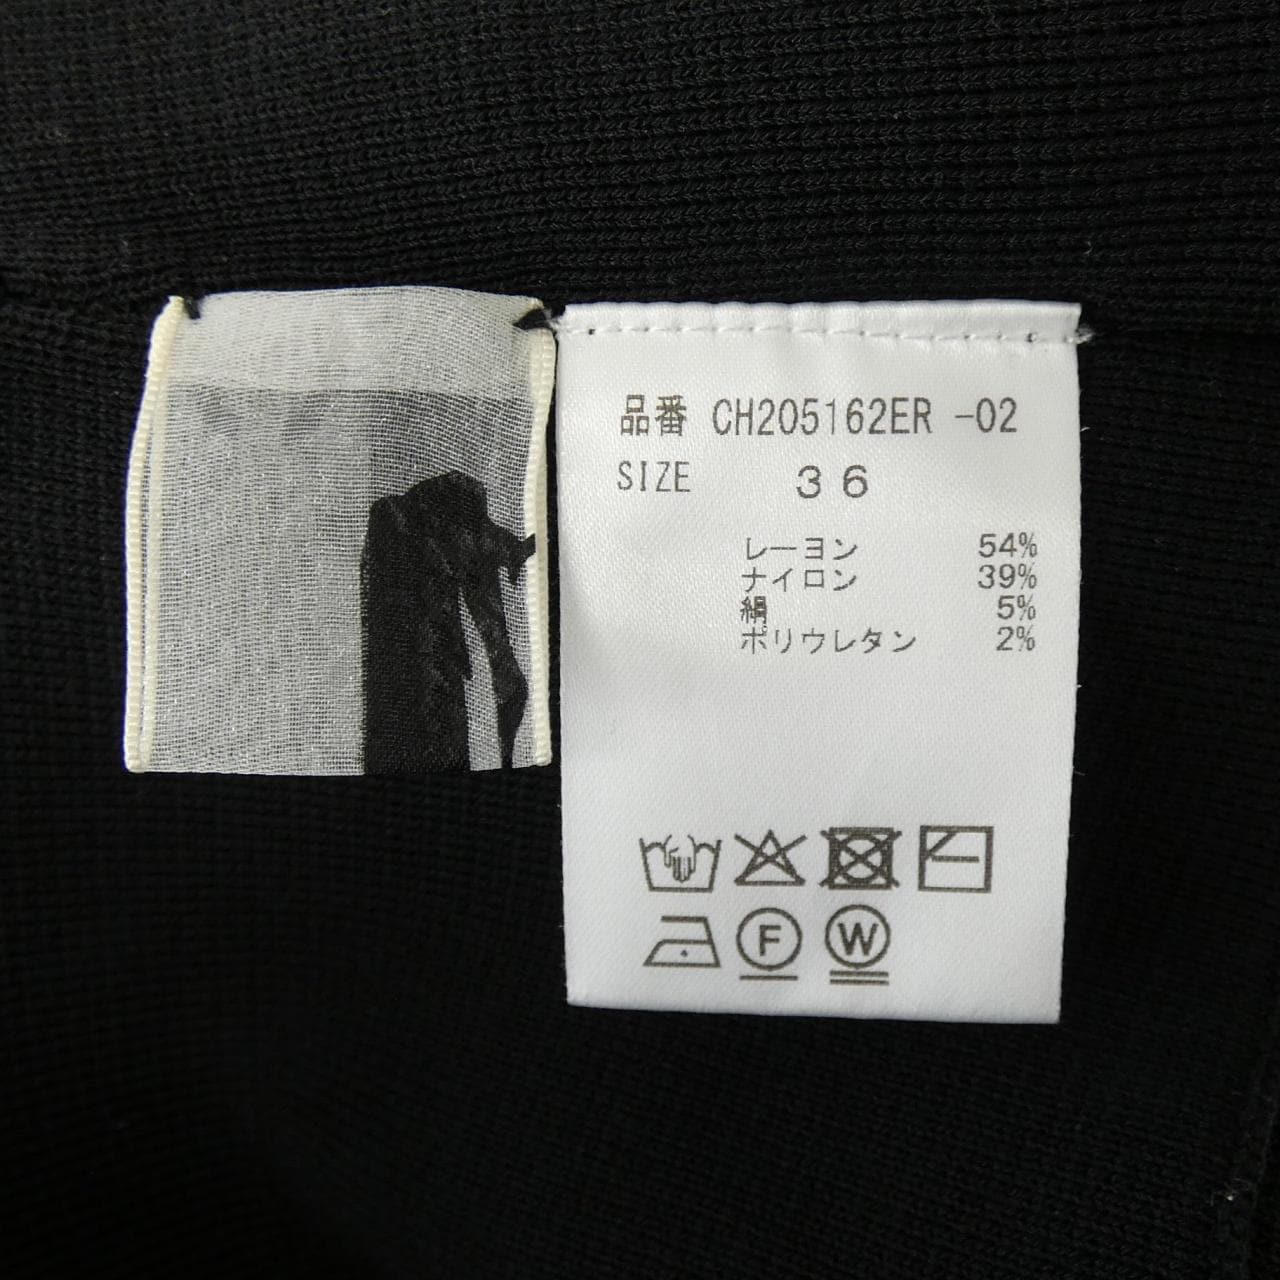 品番 CH205162ER -02
SIZE 36
レーヨン 54%
ナイロン 39%
絹 5%
ポリウレタン 2%
F W